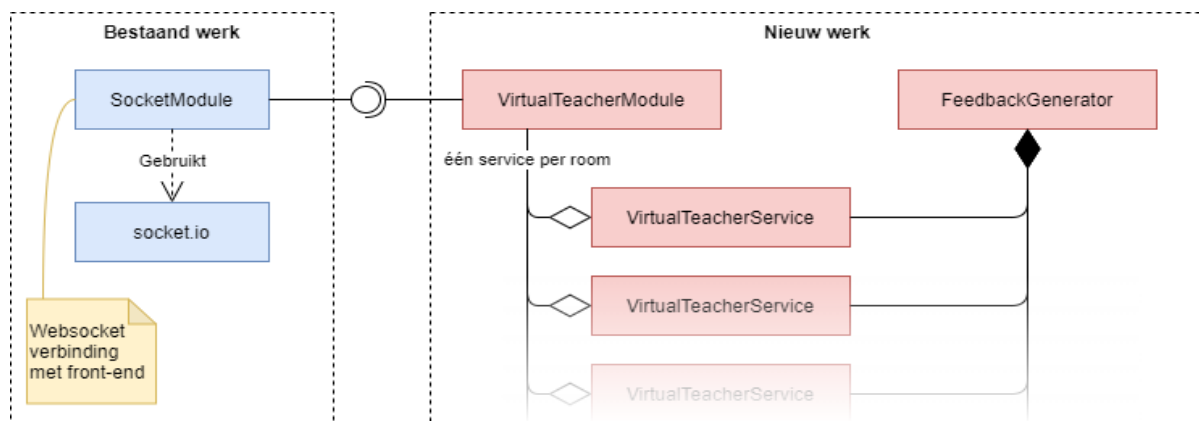 Bestaand werk
Nieuw werk
SocketModule
VirtualTeacherModule
FeedbackGenerator
Gebruikt
één service per room
socket.io
VirtualTeacherService
VirtualTeacherService
VirtualTeacherService
Websocket
verbinding
met front-end